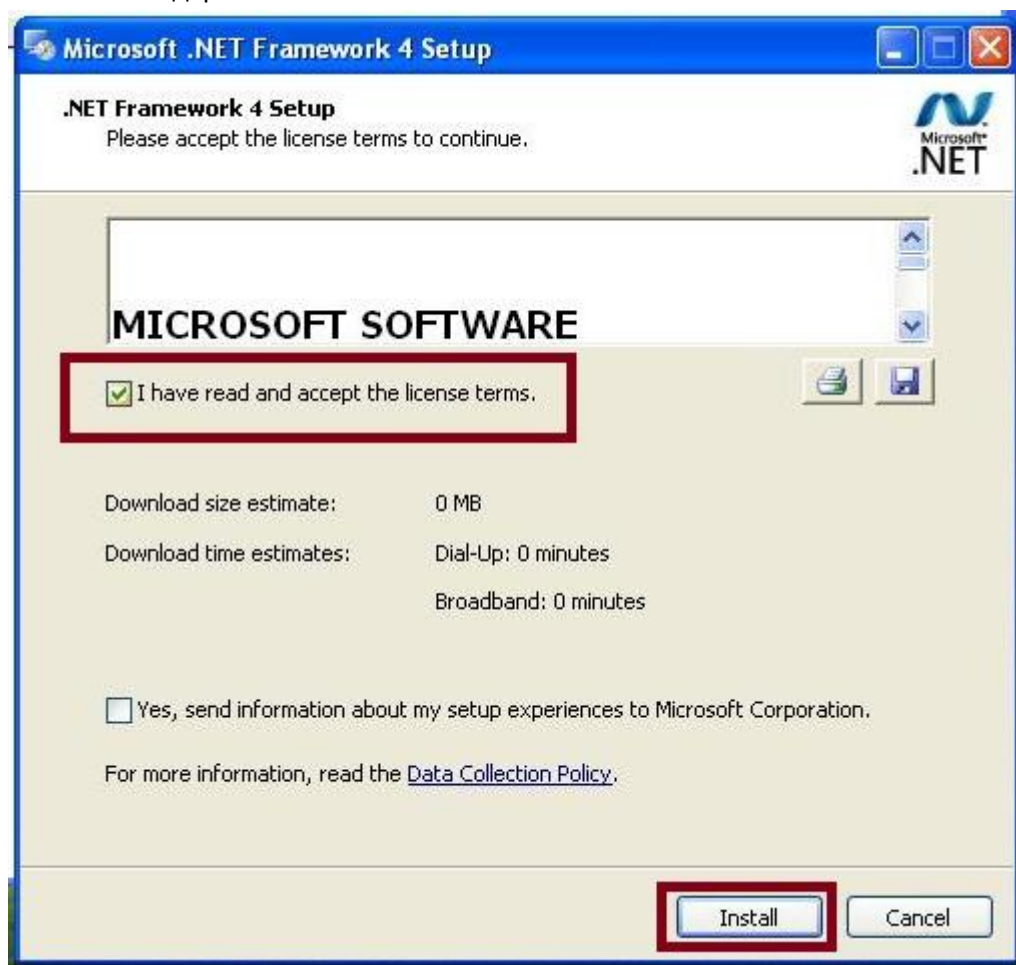 Microsoft .NET Framework 4 Setup
.NET Framework 4 Setup
Please accept the license terms to continue.
Microsoft
.NET
MICROSOFT SOFTWARE
I have read and accept the license terms.
Download size estimate: 0 MB
Download time estimates: Dial-Up: 0 minutes
Broadband: 0 minutes
Yes, send information about my setup experiences to Microsoft Corporation.
For more information, read the Data Collection Policy.
Install Cancel